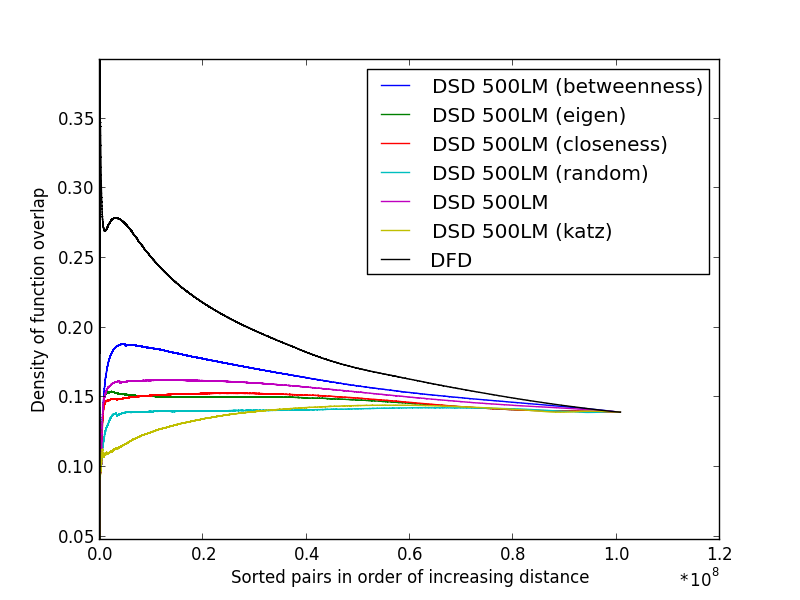 DSD 500LM (betweenness)
DSD 500LM (eigen)
DSD 500LM (closeness)
DSD 500LM (random)
DSD 500LM
DSD 500LM (katz)
DFD
Density of function overlap
0.35
0.30
0.25
0.20
0.15
0.10
0.05
0.0 0.2 0.4 0.6 0.8 1.0 1.2
Sorted pairs in order of increasing distance
*10^8